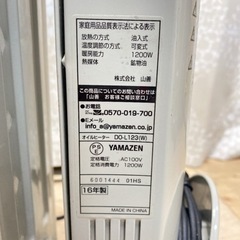 家庭用品品質表示法による表示
放熱の方式 油入式
温度調節の方式 可変式
暖房能力 1200W
熱媒体 鉱物油
株式会社 山善
この商品についてのお問い合わせは
「山善 お客様ご相談窓口」へ
●お電話
0570-019-700
●Eメール
info_s@yamazen.co.jp
オイルヒーター DO-L123(W)
PSE YAMAZEN
定格電圧 AC100V
定格消費電力 1200W
6001444 01HS
16年製
MADE IN CHINA